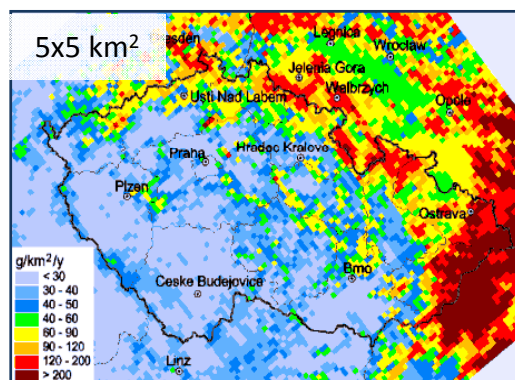 5x5 km²
Legnica
Wroclaw
Jelenia Gora
Walbrzych
Usti Nad Labem
Opole
Hradec Kralove
Praha
Plzen
Ostrava
Brno
Ceske Budejovice
Linz
g/km²/y
< 30
30 - 40
40 - 50
40 - 60
60 - 90
90 - 120
120 - 200
> 200